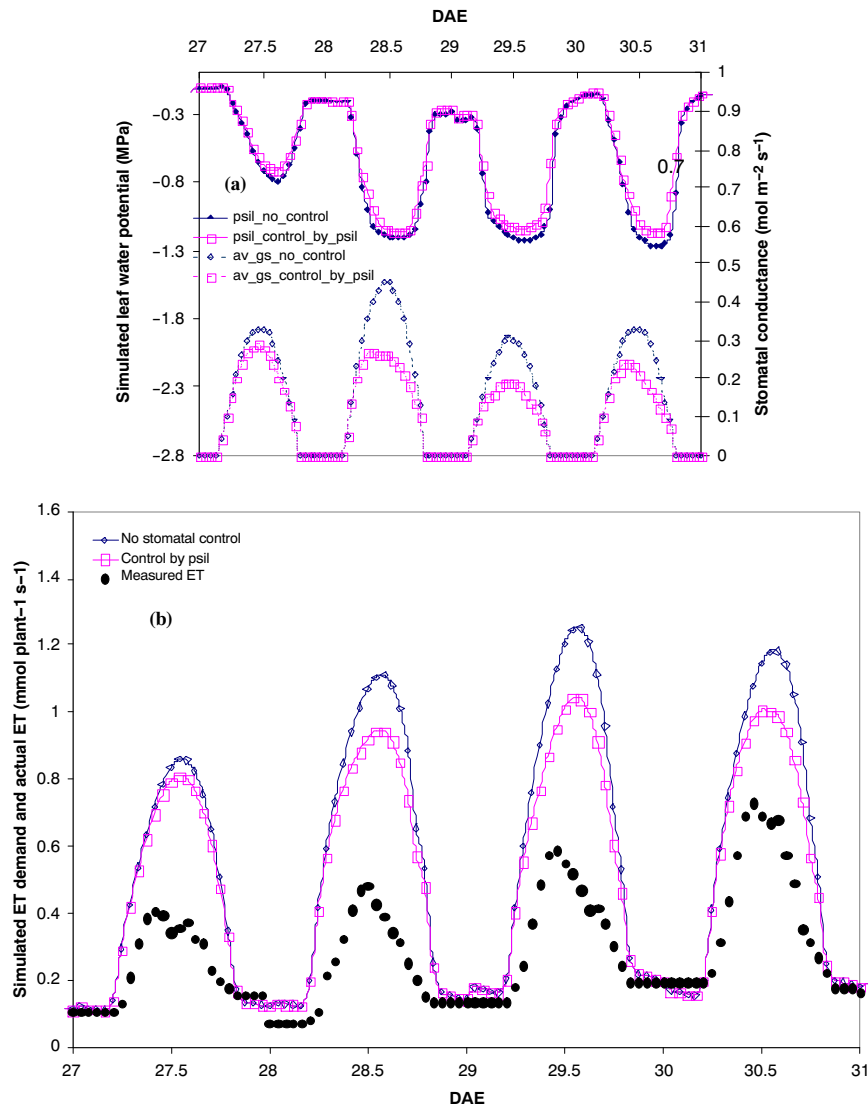 DAE
27 27.5 28 28.5 29 29.5 30 30.5 31
Simulated leaf water potential (MPa)
−0.3
−0.8
−1.3
−1.8
−2.3
−2.8
(a)
0.7
psil_no_control
psil_control_by_psil
av_gs_no_control
av_gs_control_by_psil
1
0.9
0.8
0.7
0.6
0.5
0.4
0.3
0.2
0.1
0
Stomatal conductance (mol m−2 s−1)
Simulated ET demand and actual ET (mmol plant−1 s−1)
1.6
1.4
1.2
1
0.8
0.6
0.4
0.2
0
No stomatal control
Control by psil
Measured ET
(b)
27 27.5 28 28.5 29 29.5 30 30.5 31
DAE